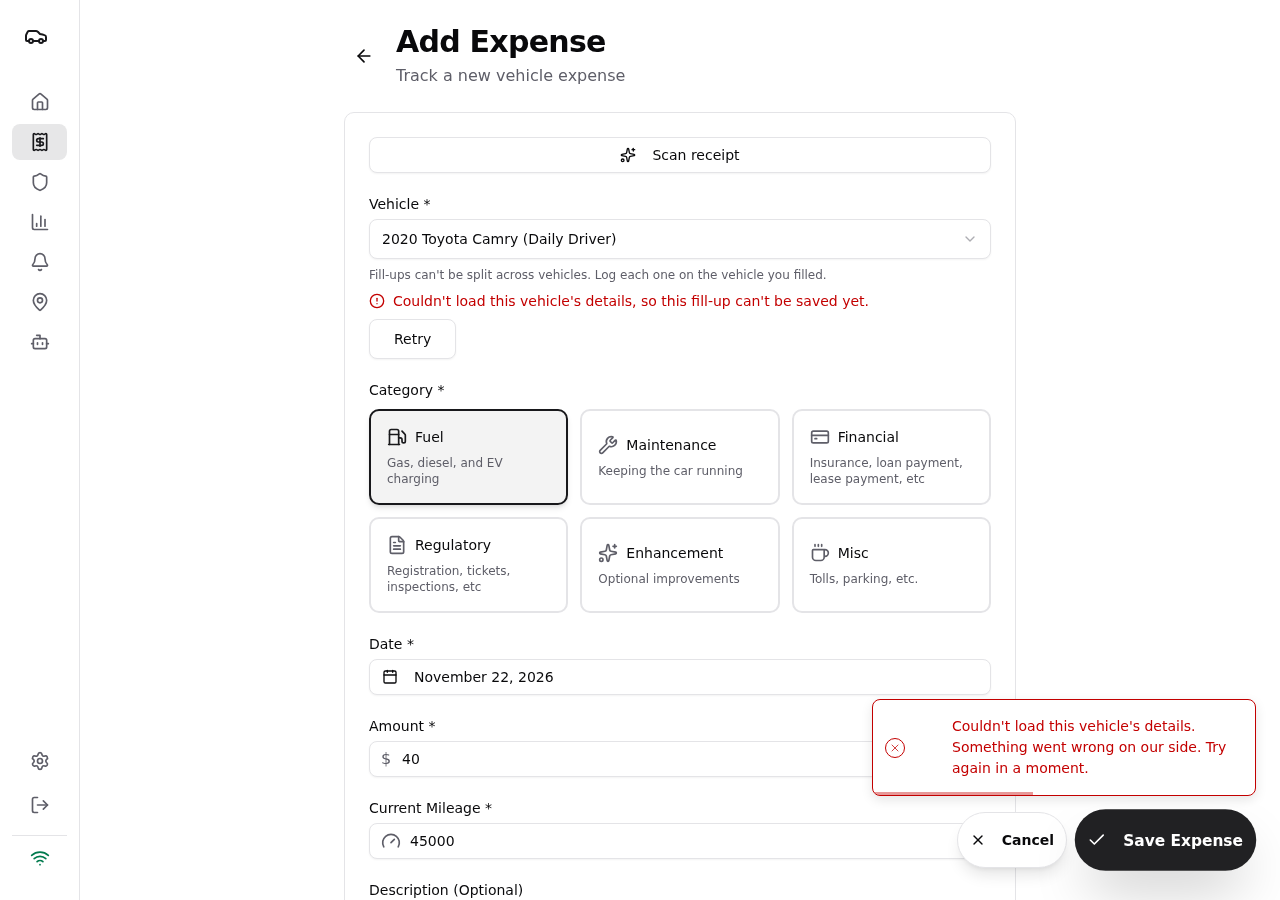 Add Expense
Track a new vehicle expense
Scan receipt
Vehicle *
2020 Toyota Camry (Daily Driver)
Fill-ups can't be split across vehicles. Log each one on the vehicle you filled.
Couldn't load this vehicle's details, so this fill-up can't be saved yet.
Retry
Category *
Fuel
Gas, diesel, and EV
charging
Maintenance
Keeping the car running
Financial
Insurance, loan payment,
lease payment, etc
Regulatory
Registration, tickets,
inspections, etc
Enhancement
Optional improvements
Misc
Tolls, parking, etc.
Date *
November 22, 2026
Amount *
$ 40
Couldn't load this vehicle's details.
Something went wrong on our side. Try
again in a moment.
Current Mileage *
45000
Cancel
Save Expense
Description (Optional)